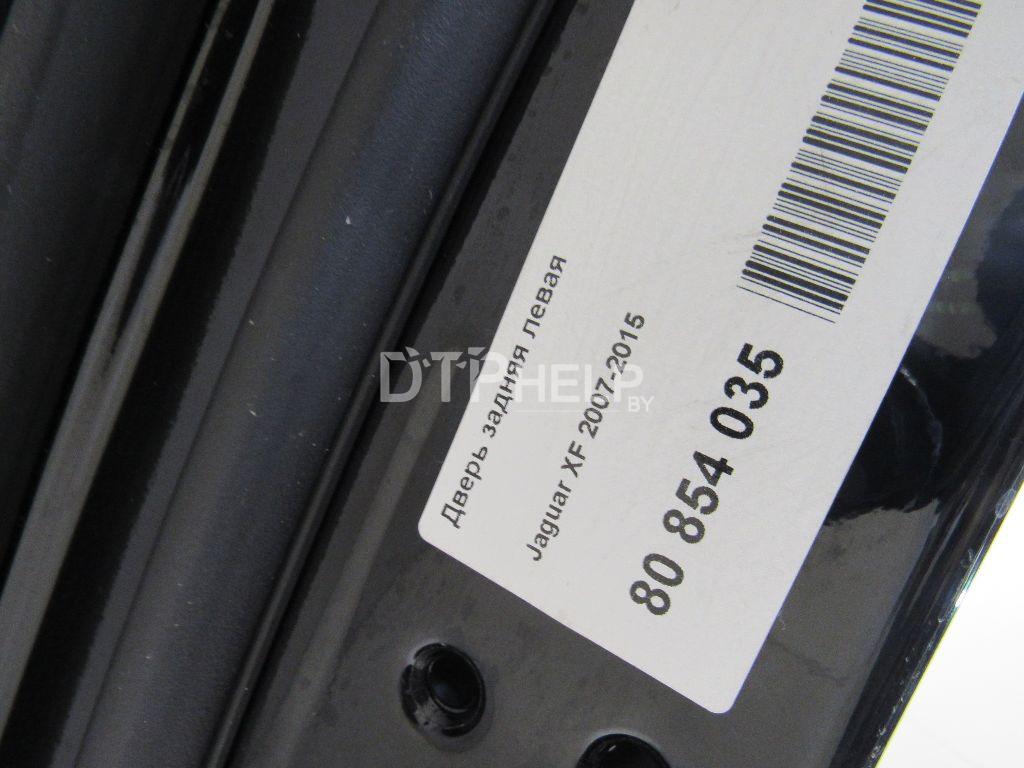 Дверь задняя левая
Jaguar XF 2007-2015
80 854 035
DTPHELP
BY